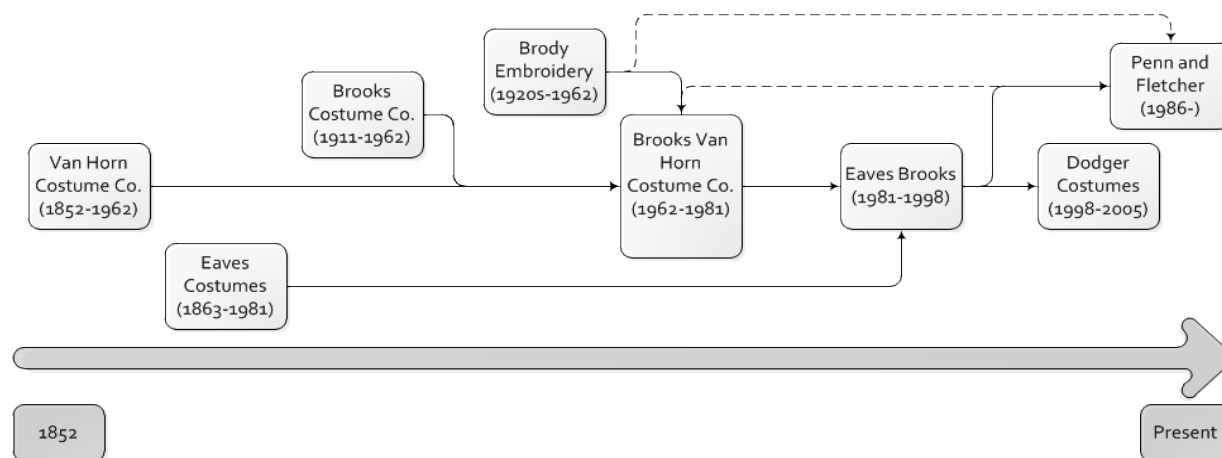 Brody
Embroidery
(1920s-1962)
Penn and
Fletcher
(1986-)
Brooks
Costume Co.
(1911-1962)
Van Horn
Costume Co.
(1852-1962)
Brooks Van
Horn
Costume Co.
(1962-1981)
Eaves Brooks
(1981-1998)
Dodger
Costumes
(1998-2005)
Eaves
Costumes
(1863-1981)
1852
Present